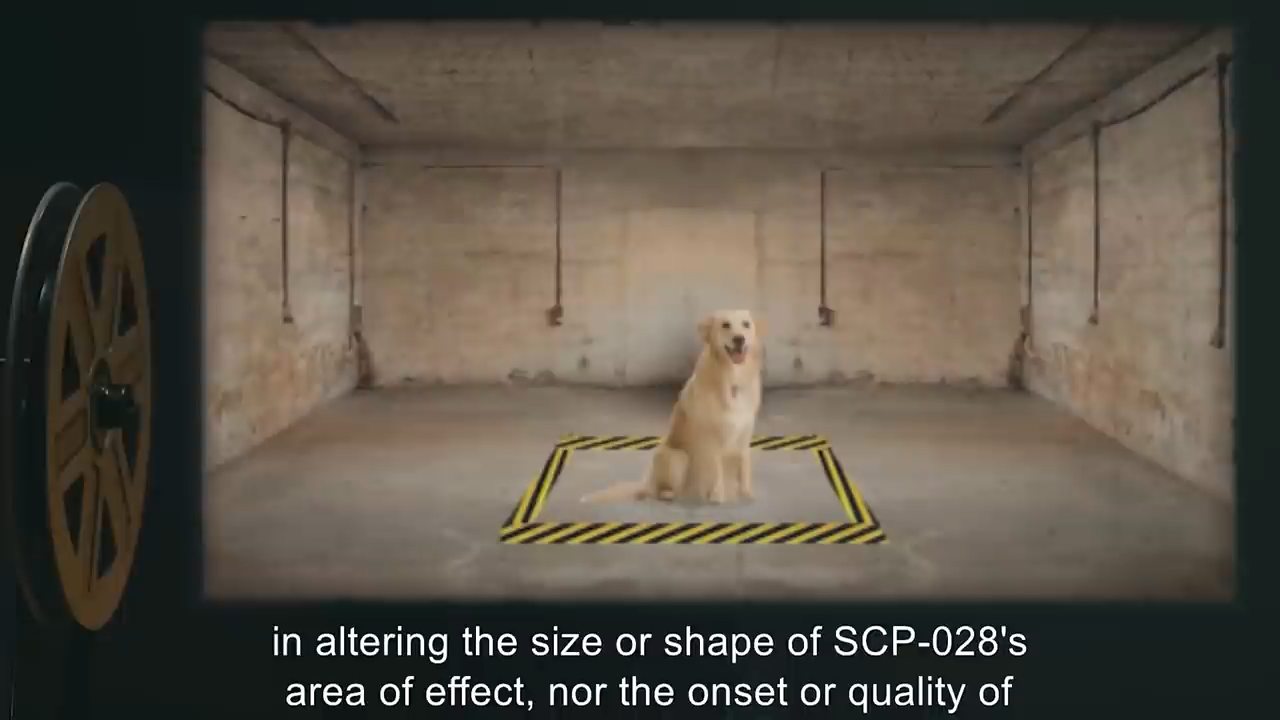 in altering the size or shape of SCP-028's
area of effect, nor the onset or quality of